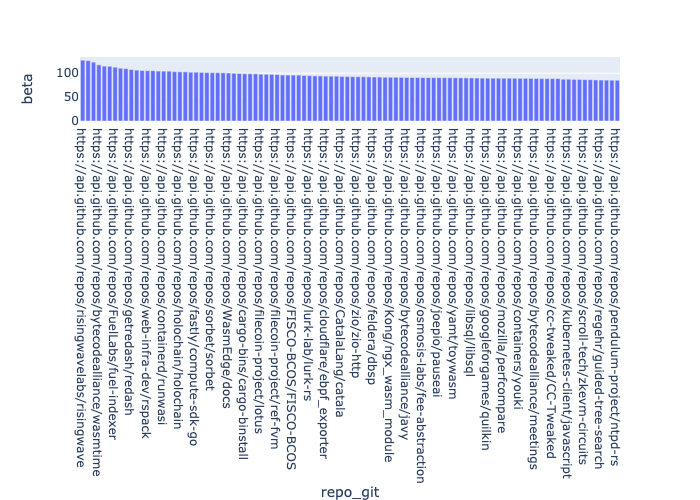 beta
100
50
0
https://api.github.com/repos/risingwavelabs/risingwave
https://api.github.com/repos/bytecodealliance/wasmtime
https://api.github.com/repos/FuelLabs/fuel-indexer
https://api.github.com/repos/getredash/redash
https://api.github.com/repos/web-infra-dev/rspack
https://api.github.com/repos/containerd/runwasi
https://api.github.com/repos/holochain/holochain
https://api.github.com/repos/fastly/compute-sdk-go
https://api.github.com/repos/sorbet/sorbet
https://api.github.com/repos/WasmEdge/docs
https://api.github.com/repos/cargo-bins/cargo-binstall
https://api.github.com/repos/filecoin-project/lotus
https://api.github.com/repos/filecoin-project/ref-fvm
https://api.github.com/repos/FISCO-BCOS/FISCO-BCOS
https://api.github.com/repos/lurk-lab/lurk-rs
https://api.github.com/repos/cloudflare/ebpf_exporter
https://api.github.com/repos/CatalaLang/catala
https://api.github.com/repos/zio/zio-http
https://api.github.com/repos/feldera/dbsp
https://api.github.com/repos/Kong/ngx_wasm_module
https://api.github.com/repos/bytecodealliance/javy
https://api.github.com/repos/osmosis-labs/fee-abstraction
https://api.github.com/repos/joepio/pauseai
https://api.github.com/repos/yamt/toywasm
https://api.github.com/repos/libsql/libsql
https://api.github.com/repos/googleforgames/quilkin
https://api.github.com/repos/mozilla/perfcompare
https://api.github.com/repos/containers/youki
https://api.github.com/repos/bytecodealliance/meetings
https://api.github.com/repos/cc-tweaked/CC-Tweaked
https://api.github.com/repos/kubernetes-client/javascript
https://api.github.com/repos/scroll-tech/zkevm-circuits
https://api.github.com/repos/regehr/guided-tree-search
https://api.github.com/repos/pendulum-project/ntpd-rs
repo_git